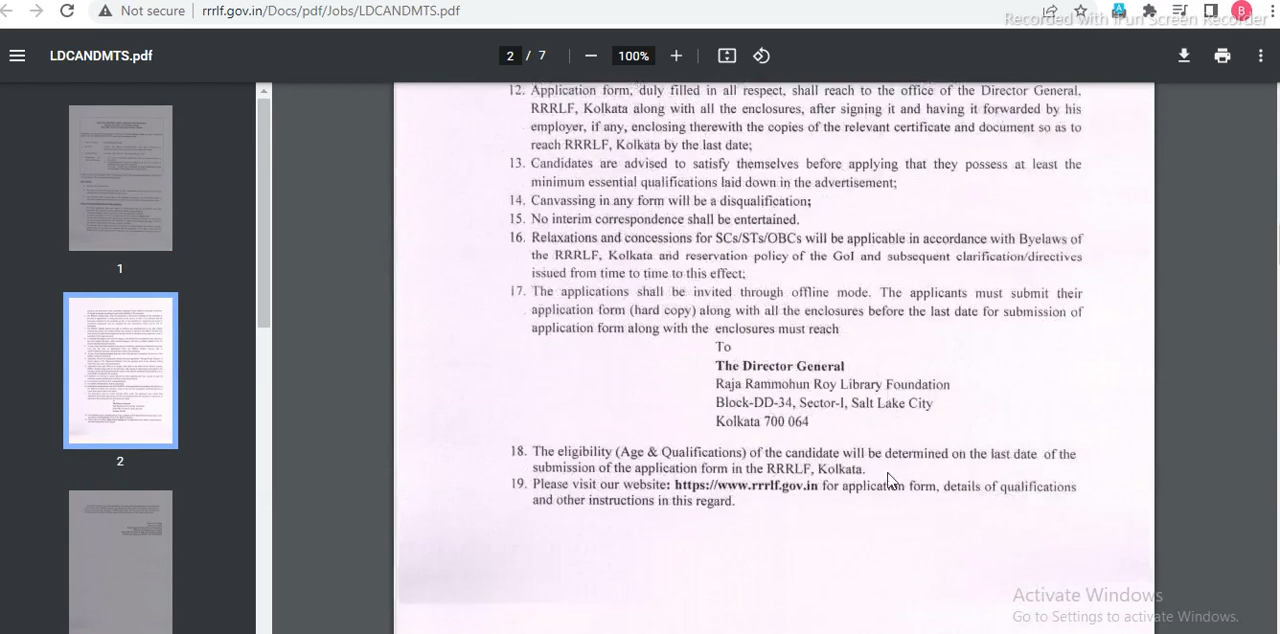 Not secure
rrrlf.gov.in/Docs/pdf/Jobs/LDCANDMTS.pdf
B
Recorded with iFun Screen Recorder
LDCANDMTS.pdf
2 / 7
100%
1
2
12. Application form, duly filled in all respect, shall reach to the office of the Director General,
RRRLF, Kolkata along with all the enclosures, after signing it and having it forwarded by his
employer, if any, enclosing therewith the copies of the relevant certificate and document so as to
reach RRRLF, Kolkata by the last date;
13. Candidates are advised to satisfy themselves before applying that they possess at least the
minimum essential qualifications laid down in the advertisement;
14. Canvassing in any form will be a disqualification;
15. No interim correspondence shall be entertained.
16. Relaxations and concessions for SCs/STs/OBCs will be applicable in accordance with Byelaws of
the RRRLF, Kolkata and reservation policy of the GoI and subsequent clarification/directives
issued from time to time to this effect;
17. The applications shall be invited through offline mode. The applicants must submit their
application form (hard copy) along with all the enclosures before the last date for submission of
application form along with the enclosures must reach
To
The Director General
Raja Rammohun Roy Library Foundation
Block-DD-34, Sector-I, Salt Lake City
Kolkata 700 064
18. The eligibility (Age & Qualifications) of the candidate will be determined on the last date of the
submission of the application form in the RRRLF, Kolkata.
19. Please visit our website: https://www.rrrlf.gov.in for application form, details of qualifications
and other instructions in this regard.
Activate Windows
Go to Settings to activate Windows.